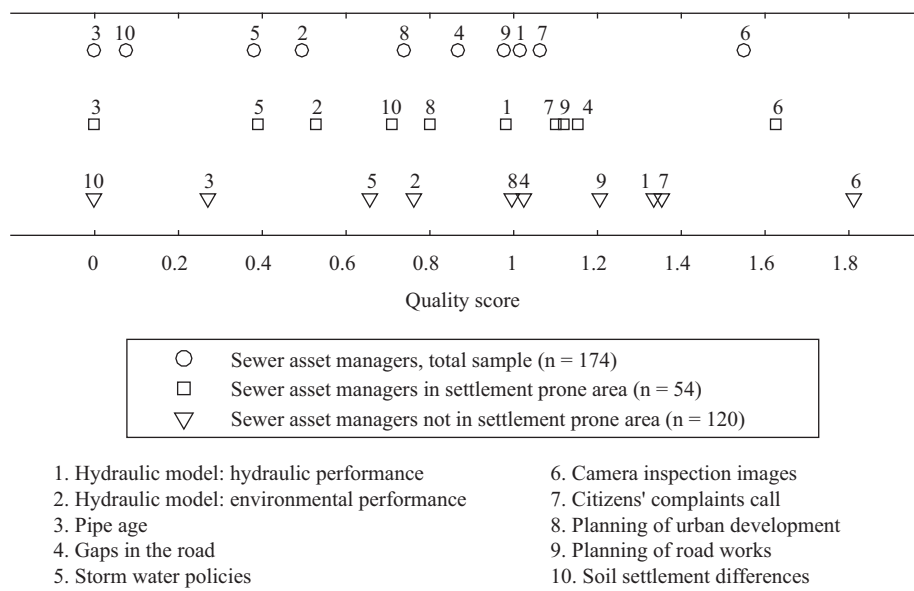 3 10 5 2 8 4 9 1 7 6
3 5 2 10 8 1 7 9 4 6
10 3 5 2 8 4 9 1 7 6
0 0.2 0.4 0.6 0.8 1 1.2 1.4 1.6 1.8
Quality score
Sewer asset managers, total sample (n = 174)
Sewer asset managers in settlement prone area (n = 54)
Sewer asset managers not in settlement prone area (n = 120)
1. Hydraulic model: hydraulic performance
2. Hydraulic model: environmental performance
3. Pipe age
4. Gaps in the road
5. Storm water policies
6. Camera inspection images
7. Citizens' complaints call
8. Planning of urban development
9. Planning of road works
10. Soil settlement differences